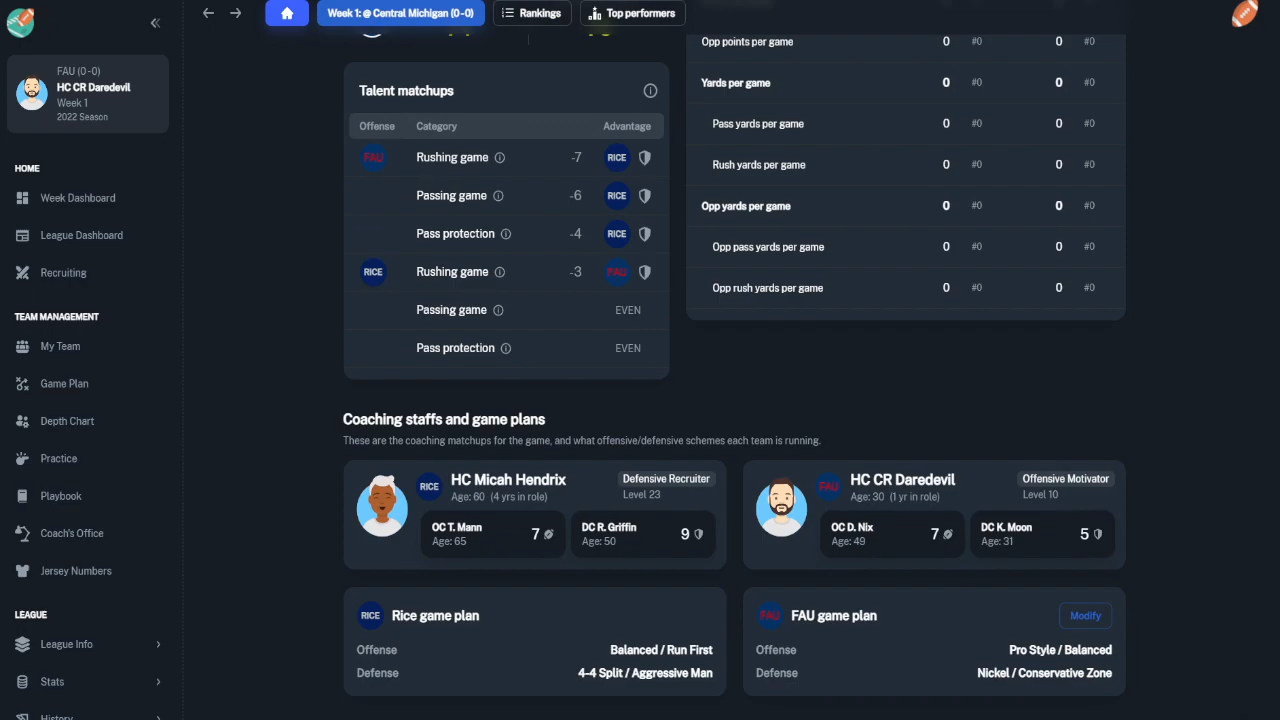 Week 1: @ Central Michigan (0-0)
Rankings
Top performers
FAU (0-0)
HC CR Daredevil
Week 1
2022 Season
HOME
Week Dashboard
League Dashboard
Recruiting
TEAM MANAGEMENT
My Team
Game Plan
Depth Chart
Practice
Playbook
Coach's Office
Jersey Numbers
LEAGUE
League Info
Stats
History
Talent matchups
Offense Category Advantage
FAU Rushing game -7 RICE
Passing game -6 RICE
Pass protection -4 RICE
RICE Rushing game -3 FAU
Passing game EVEN
Pass protection EVEN
Opp points per game 0 #0 0 #0
Yards per game 0 #0 0 #0
Pass yards per game 0 #0 0 #0
Rush yards per game 0 #0 0 #0
Opp yards per game 0 #0 0 #0
Opp pass yards per game 0 #0 0 #0
Opp rush yards per game 0 #0 0 #0
Coaching staffs and game plans
These are the coaching matchups for the game, and what offensive/defensive schemes each team is running.
RICE HC Micah Hendrix Defensive Recruiter
Age: 60 (4 yrs in role) Level 23
OC T. Mann 7
Age: 65
DC R. Griffin 9
Age: 50
FAU HC CR Daredevil Offensive Motivator
Age: 30 (1 yr in role) Level 10
OC D. Nix 7
Age: 49
DC K. Moon 5
Age: 31
RICE Rice game plan
Offense Balanced / Run First
Defense 4-4 Split / Aggressive Man
FAU FAU game plan Modify
Offense Pro Style / Balanced
Defense Nickel / Conservative Zone